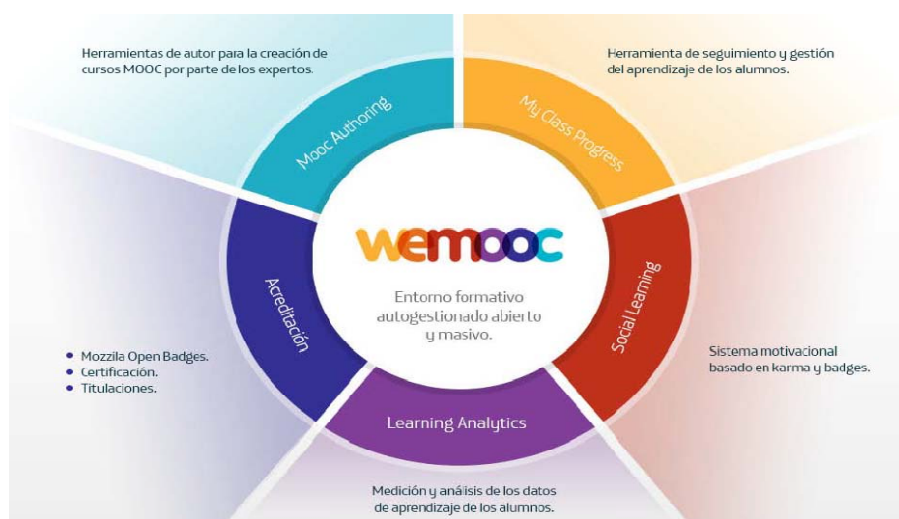 Herramientas de autor para la creación de
cursos MOOC por parte de los expertos.
Herramienta de seguimiento y gestión
del aprendizaje de los alumnos.
Mooc Authoring
My Class Progress
wemooc
Entorno formativo
autogestionado abierto
y masivo.
Acreditación
Social Learning
• Mozzila Open Badges.
• Certificación.
• Titulaciones.
Sistema motivacional
basado en karma y badges.
Learning Analytics
Medición y análisis de los datos
de aprendizaje de los alumnos.